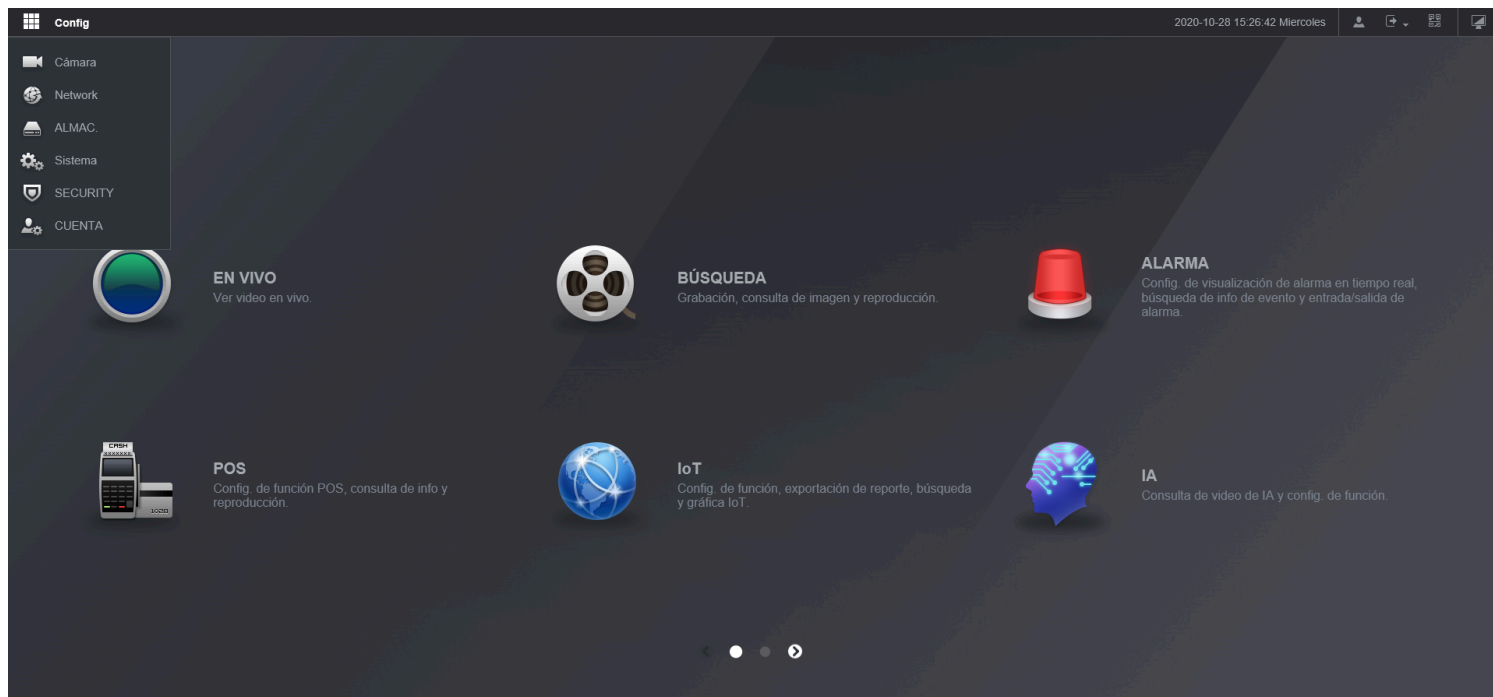 Config
2020-10-28 15:26:42 Miercoles
Cámara
Network
ALMAC.
Sistema
SECURITY
CUENTA
EN VIVO
Ver video en vivo.
BÚSQUEDA
Grabación, consulta de imagen y reproducción.
ALARMA
Config. de visualización de alarma en tiempo real,
búsqueda de info de evento y entrada/salida de
alarma.
CASH
XXXXXXX
POS
Config. de función POS, consulta de info y
reproducción.
IoT
Config. de función, exportación de reporte, búsqueda
y gráfica IoT.
IA
Consulta de video de IA y config. de función.